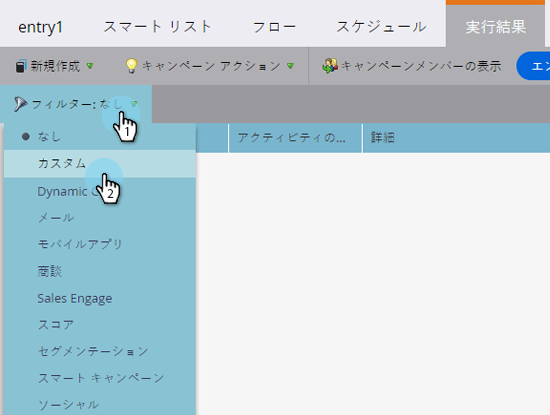 entry1 スマート リスト フロー スケジュール 実行結果
新規作成 キャンペーン アクション キャンペーンメンバーの表示 エン
フィルター: なし
1
アクティビティの... 詳細
なし
カスタム
2
Dynamic
メール
モバイルアプリ
商談
Sales Engage
スコア
セグメンテーション
スマート キャンペーン
ソーシャル